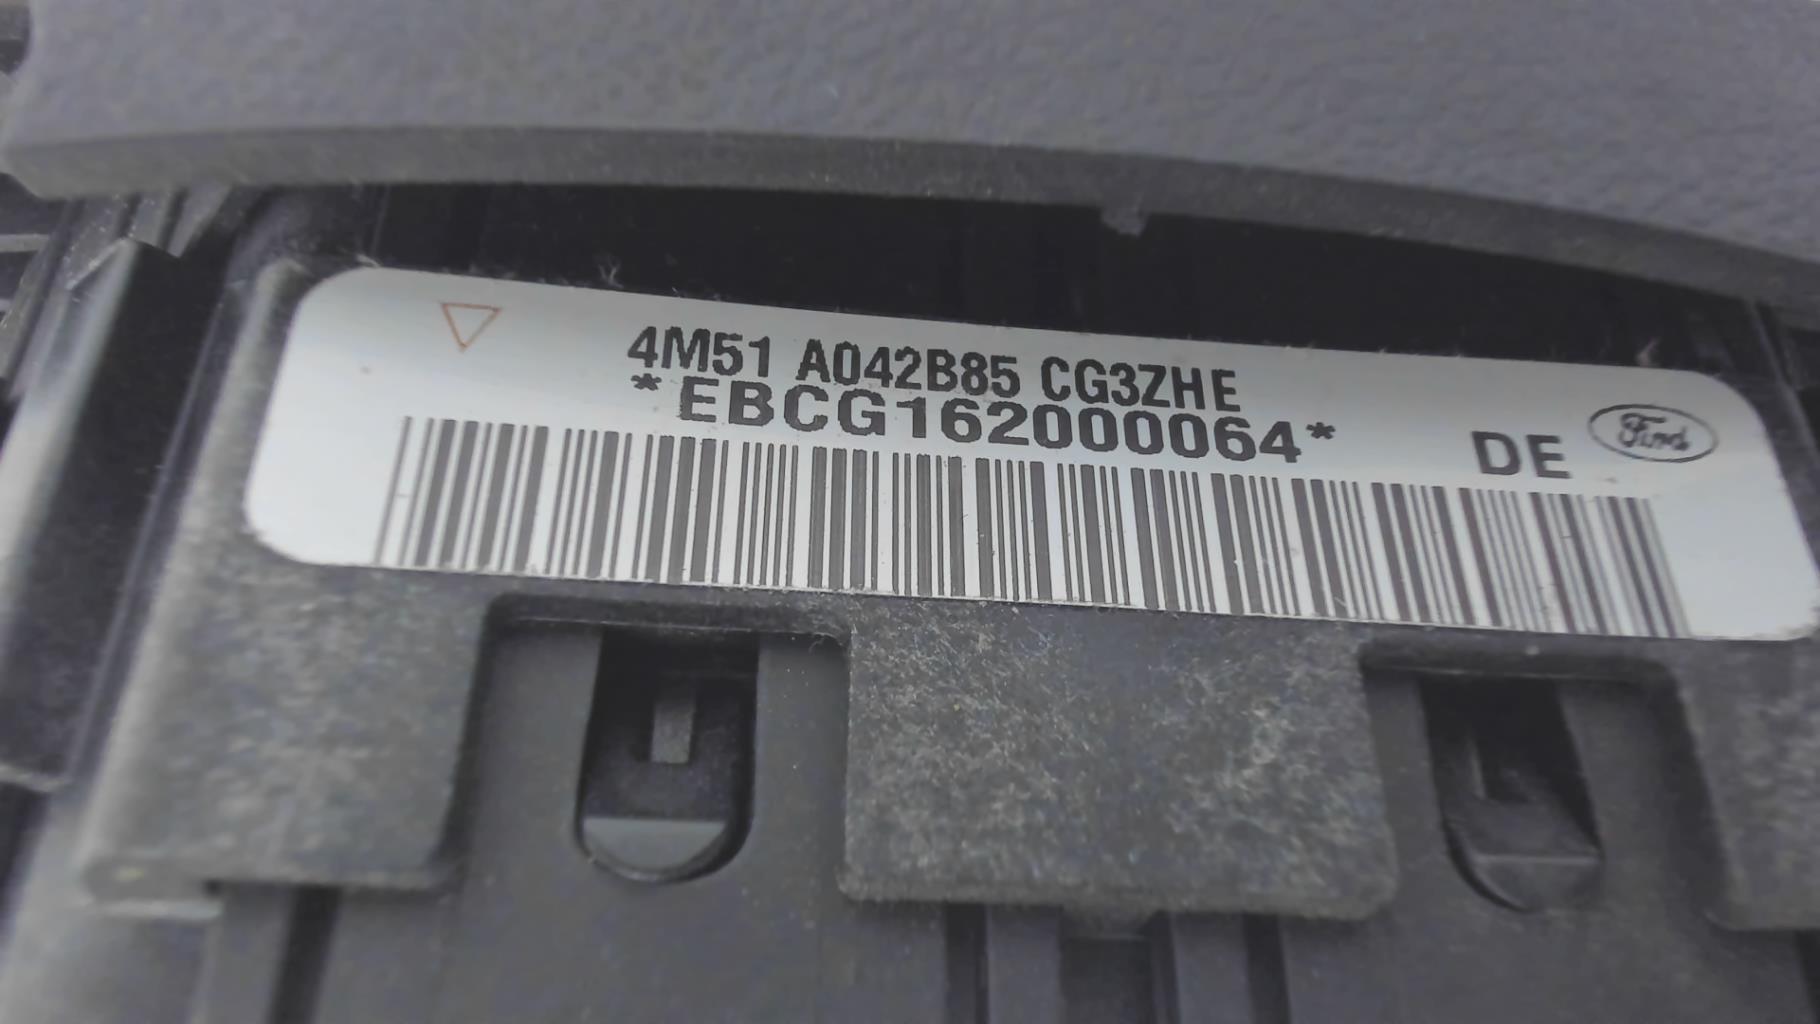 4M51 A042B85 CG3ZHE
*EBCG162000064*
DE Ford